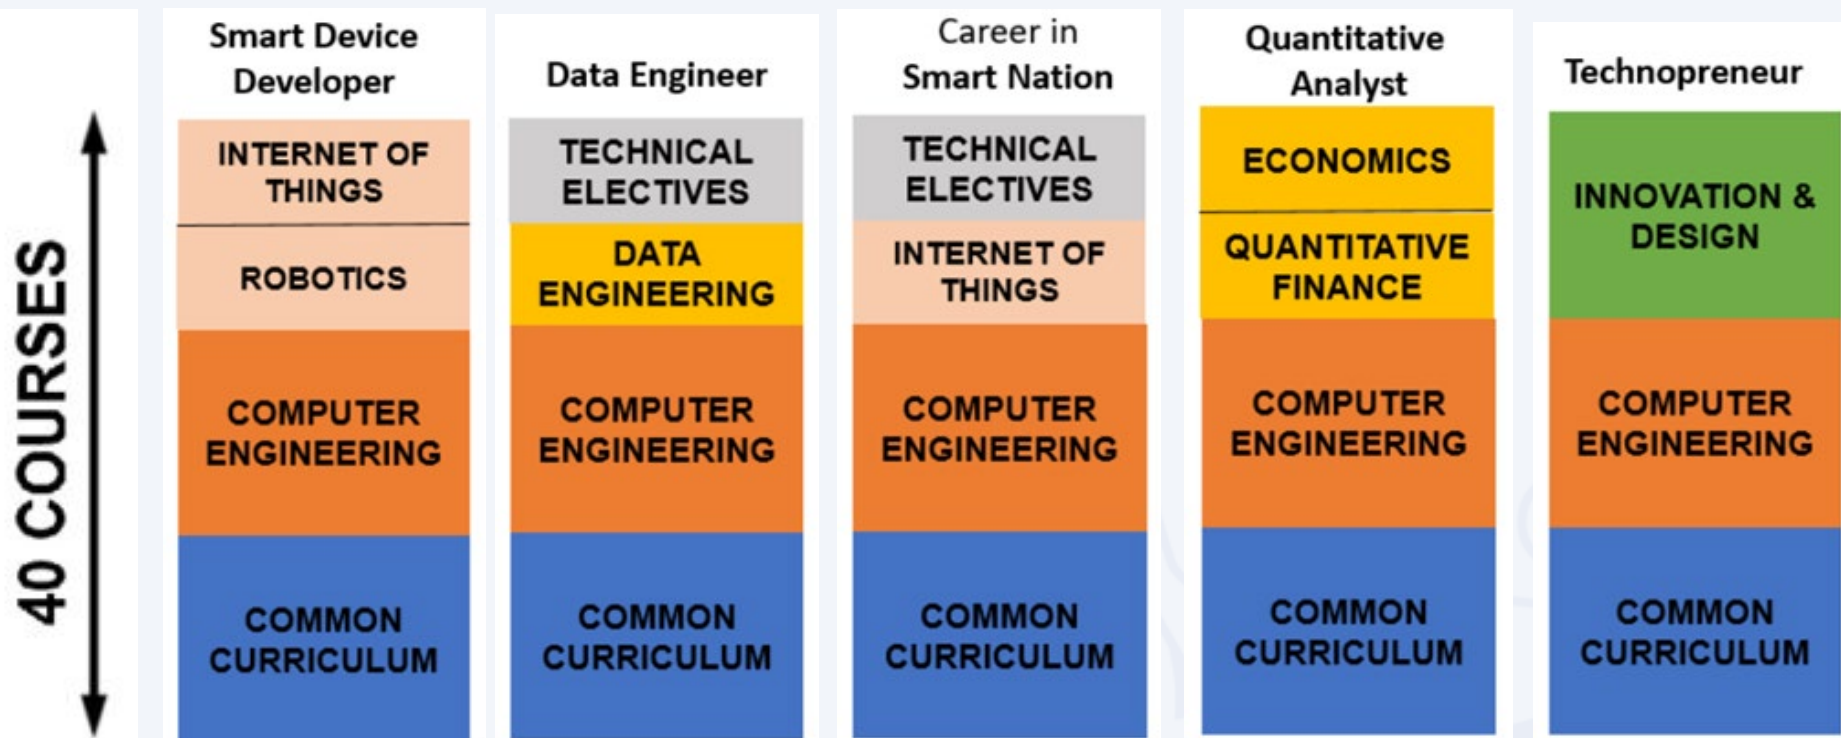 40 COURSES
Smart Device
Developer
INTERNET OF
THINGS
ROBOTICS
COMPUTER
ENGINEERING
COMMON
CURRICULUM
Data Engineer
TECHNICAL
ELECTIVES
DATA
ENGINEERING
COMPUTER
ENGINEERING
COMMON
CURRICULUM
Career in
Smart Nation
TECHNICAL
ELECTIVES
INTERNET OF
THINGS
COMPUTER
ENGINEERING
COMMON
CURRICULUM
Quantitative
Analyst
ECONOMICS
QUANTITATIVE
FINANCE
COMPUTER
ENGINEERING
COMMON
CURRICULUM
Technopreneur
INNOVATION &
DESIGN
COMPUTER
ENGINEERING
COMMON
CURRICULUM